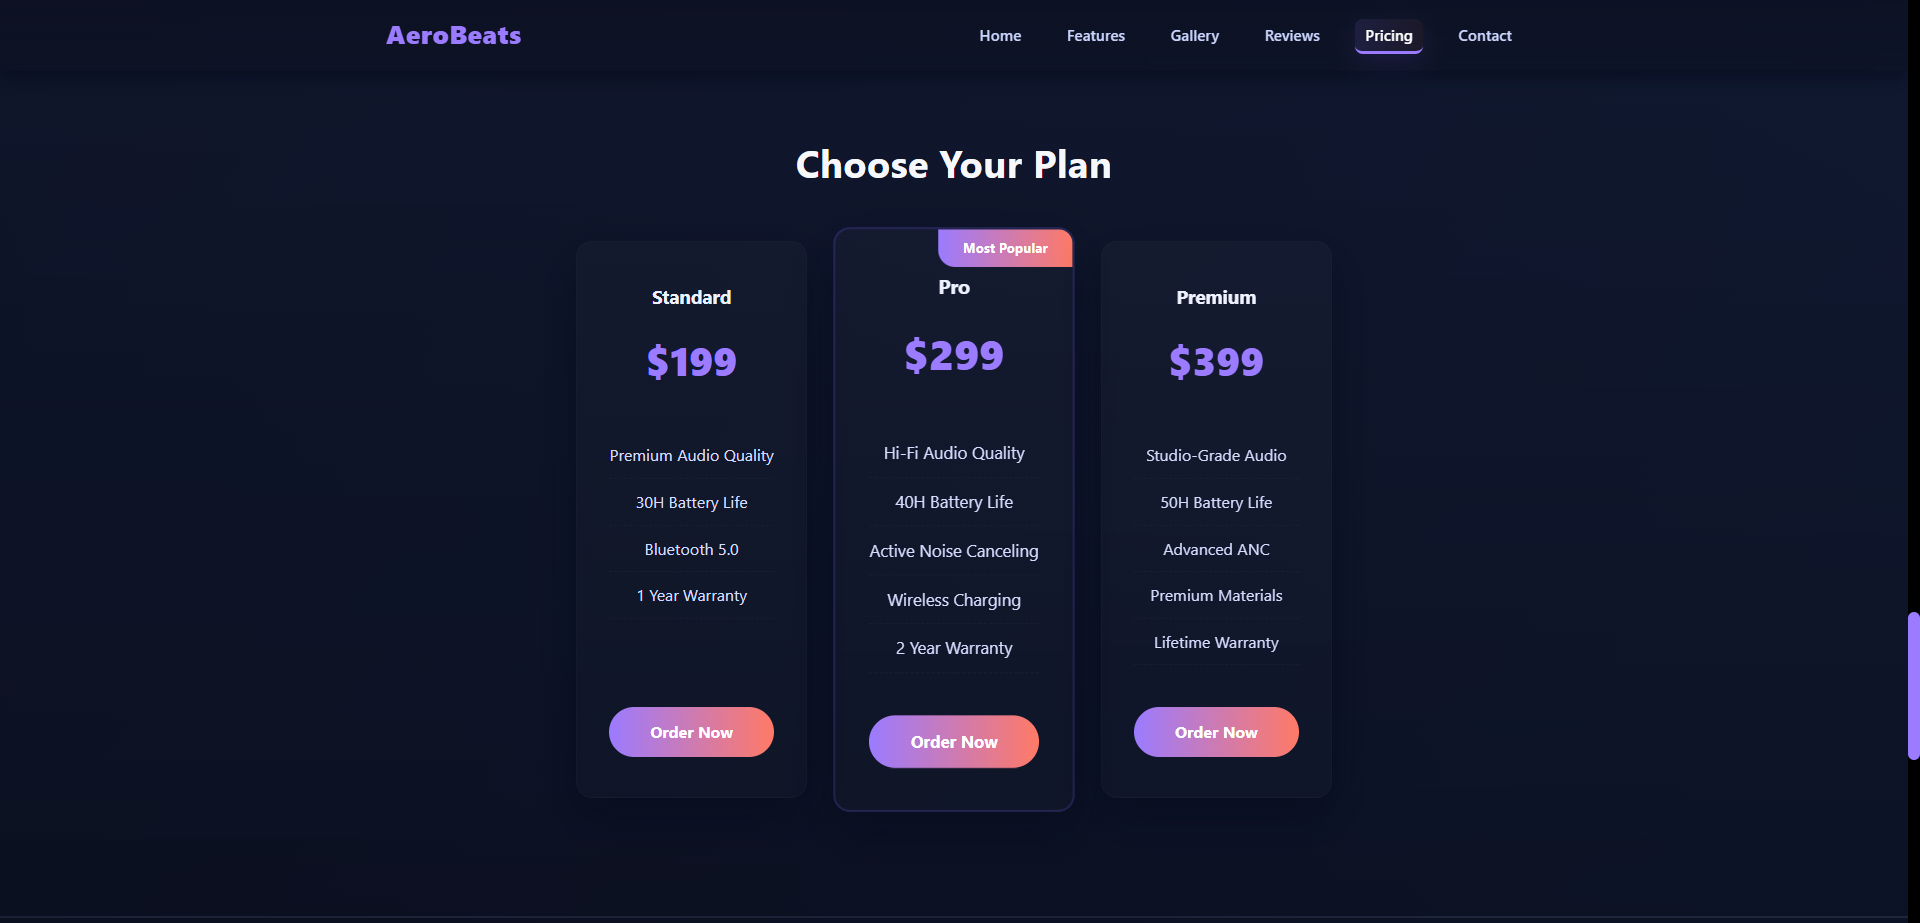 AeroBeats
Home
Features
Gallery
Reviews
Pricing
Contact
Choose Your Plan
Standard
$199
Premium Audio Quality
30H Battery Life
Bluetooth 5.0
1 Year Warranty
Order Now
Most Popular
Pro
$299
Hi-Fi Audio Quality
40H Battery Life
Active Noise Canceling
Wireless Charging
2 Year Warranty
Order Now
Premium
$399
Studio-Grade Audio
50H Battery Life
Advanced ANC
Premium Materials
Lifetime Warranty
Order Now